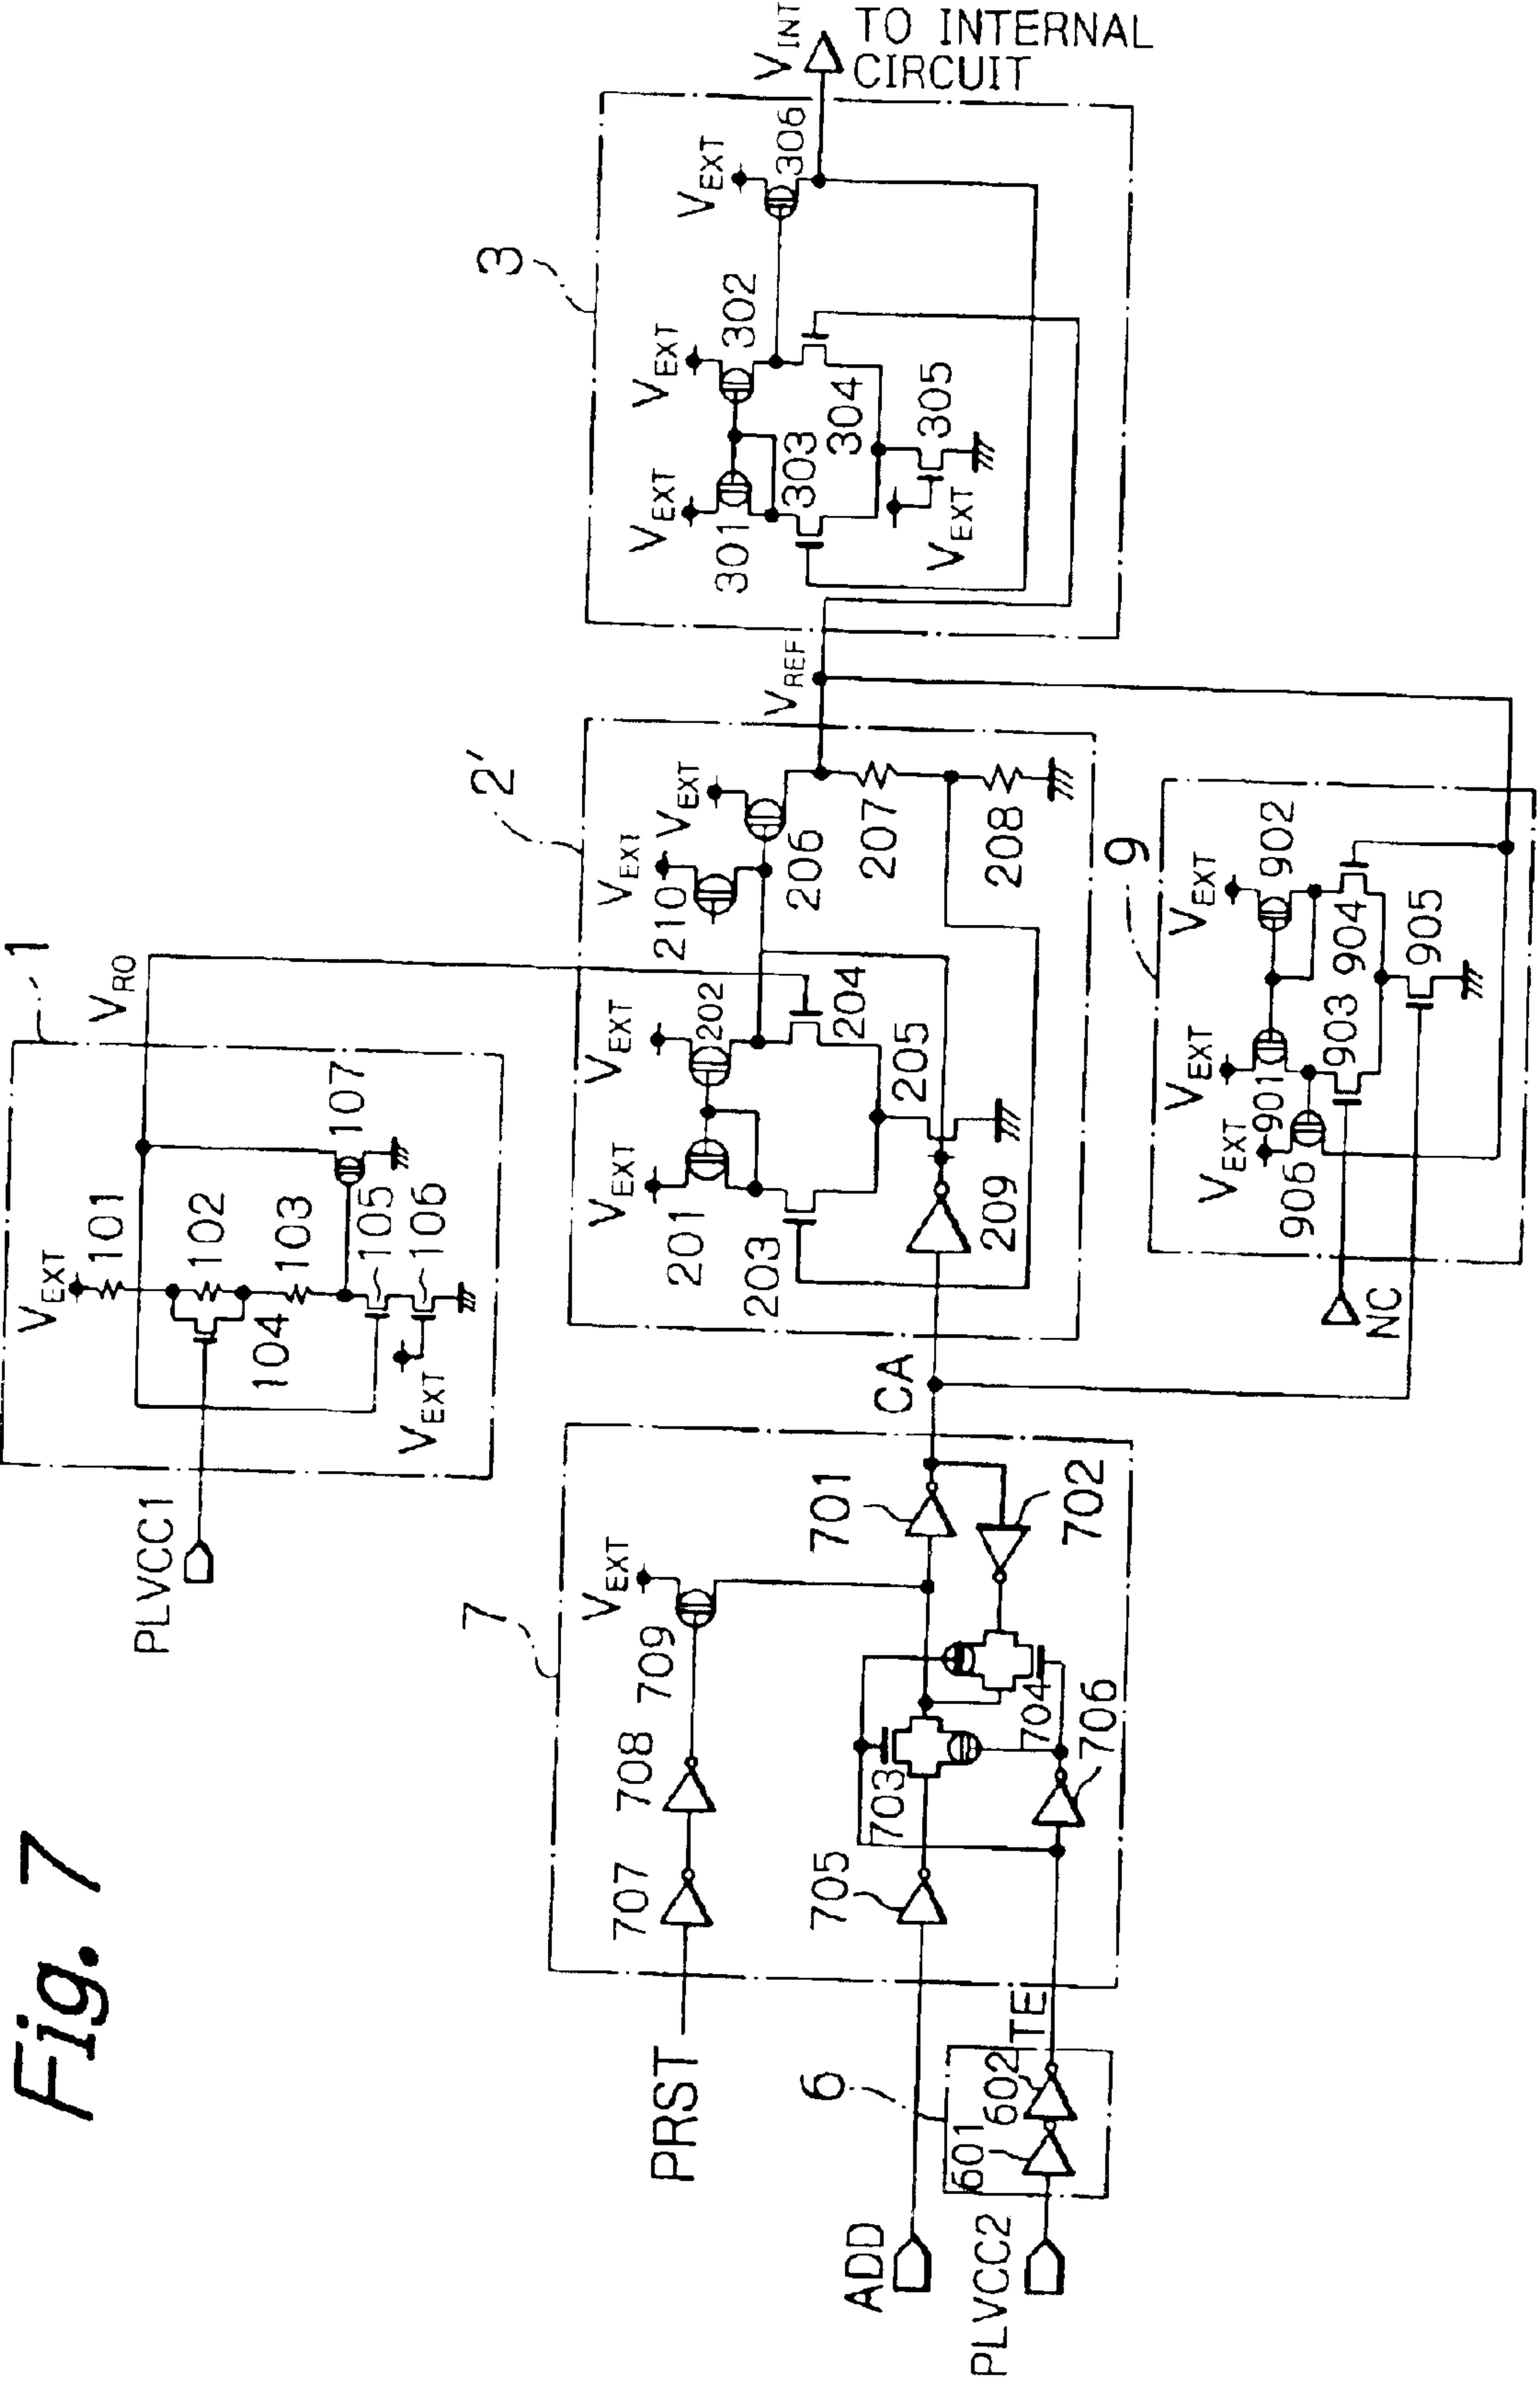 Fig. 7
PLVCC1
1
V_EXT
101
102
103
104
105
106
107
V_EXT
V_RO
PRST
ADD
PLVCC2
6
601
602
TE
7
707
708
709
V_EXT
705
703
704
706
701
702
CA
2'
V_EXT
201
V_EXT
202
203
204
205
209
V_EXT
210
V_EXT
206
207
208
V_REF
3
V_EXT
301
V_EXT
302
303
304
305
V_EXT
V_EXT
306
V_INT
TO INTERNAL
CIRCUIT
9
NC
V_EXT
906
V_EXT
901
V_EXT
902
903
904
905